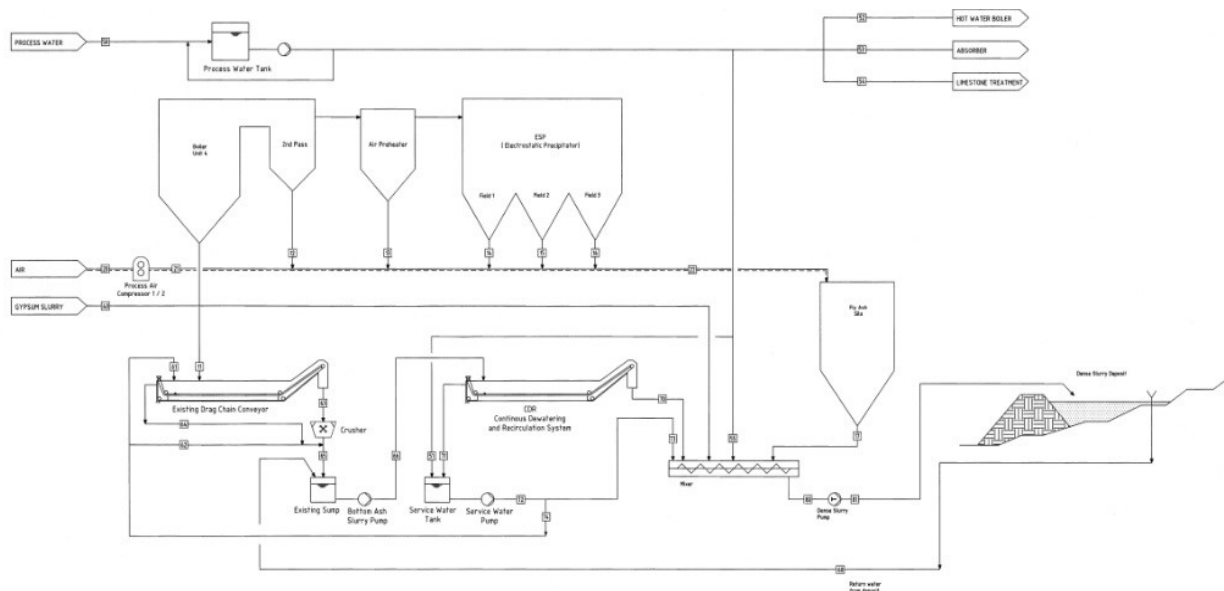 HOT WATER BOILER
PROCESS WATER
ABSORBER
Process Water Tank
LIMESTONE TREATMENT
Boiler
Unit 4
2nd Pass
Air Preheater
ESP
( Electrostatic Precipitator)
Field 1
Field 2
Field 3
AIR
Process Air
Compressor 1 / 2
GYPSUM SLURRY
Fly Ash
Silo
Dense Slurry Deposit
Existing Drag Chain Conveyor
CDR
Continous Dewatering
and Recirculation System
Crusher
Mixer
Existing Sump
Bottom Ash
Slurry Pump
Service Water
Tank
Service Water
Pump
Dense Slurry
Pump
Return water
from deposit